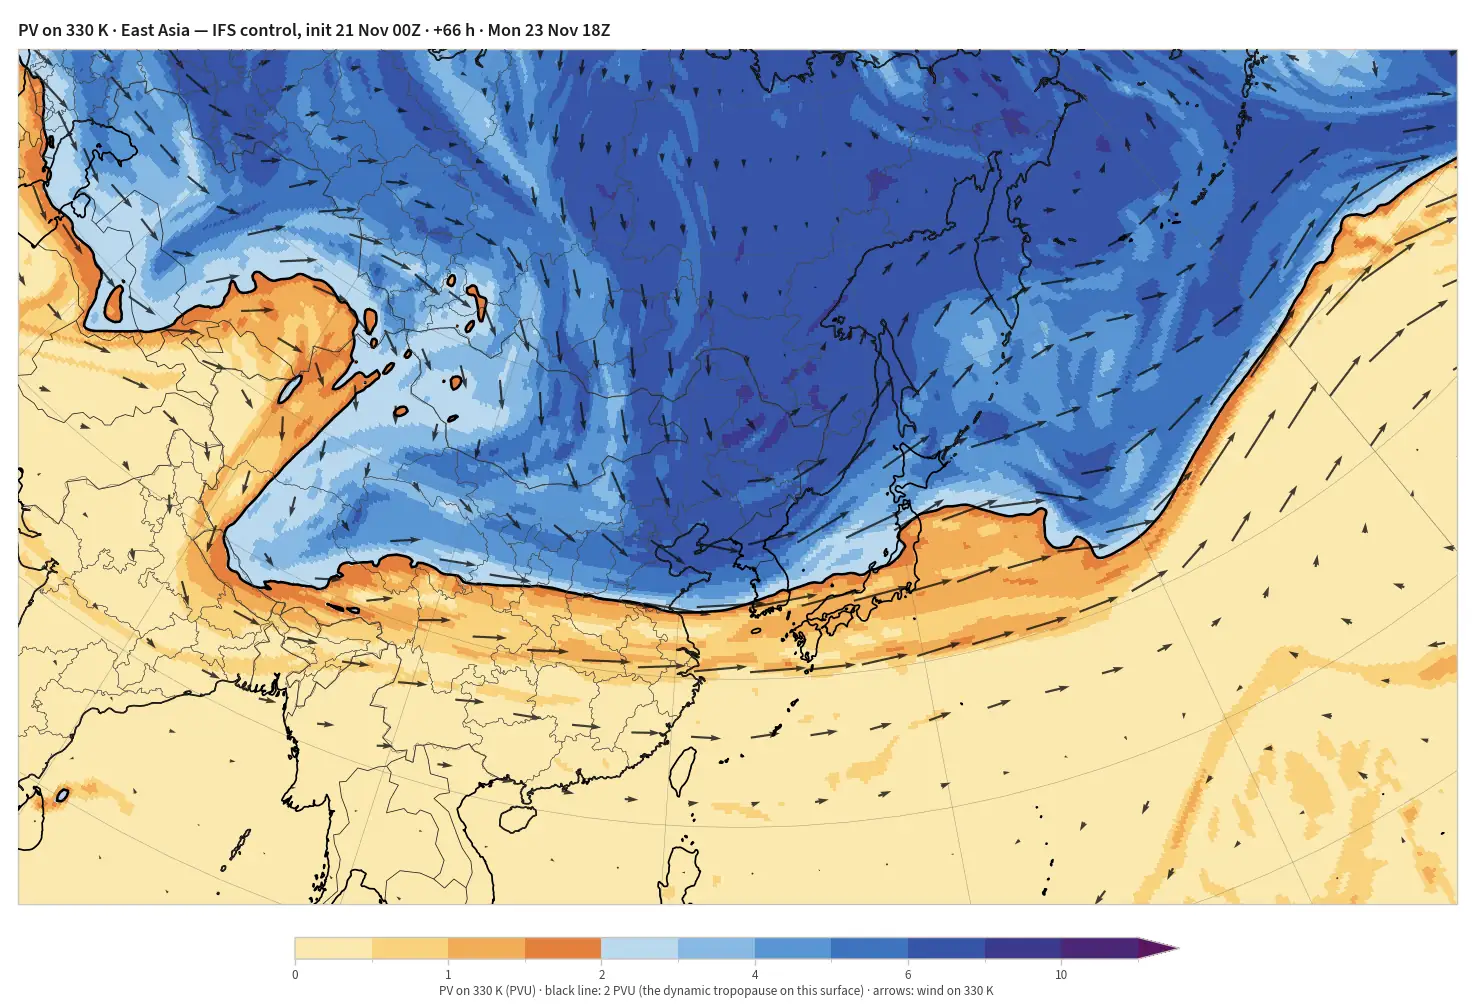 PV on 330 K · East Asia — IFS control, init 21 Nov 00Z · +66 h · Mon 23 Nov 18Z
0 1 2 4 6 10
PV on 330 K (PVU) · black line: 2 PVU (the dynamic tropopause on this surface) · arrows: wind on 330 K